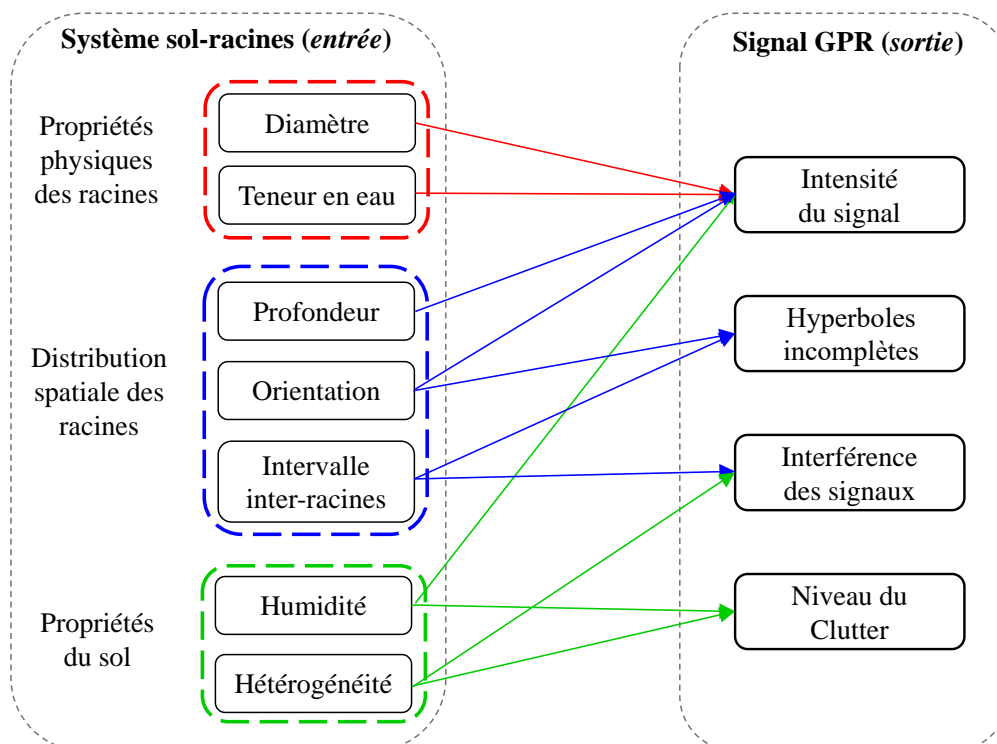 Système sol-racines (entrée)
Propriétés
physiques
des racines
Diamètre
Teneur en eau
Distribution
spatiale des
racines
Profondeur
Orientation
Intervalle
inter-racines
Propriétés
du sol
Humidité
Hétérogénéité
Signal GPR (sortie)
Intensité
du signal
Hyperboles
incomplètes
Interférence
des signaux
Niveau du
Clutter